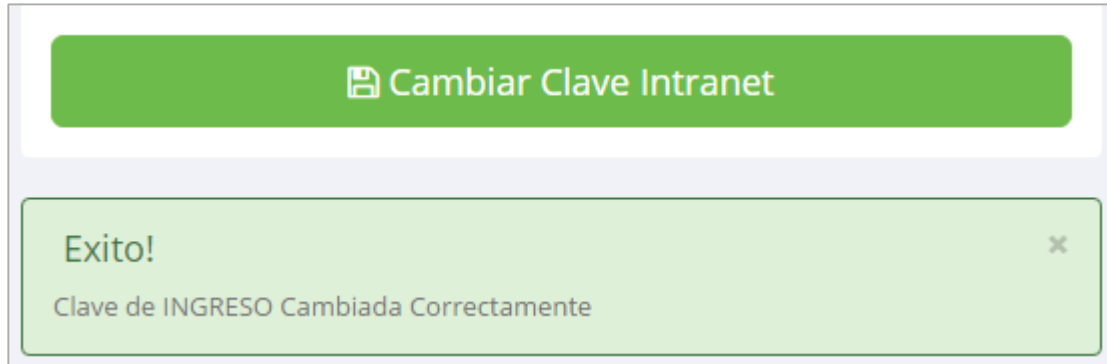 Cambiar Clave Intranet
Exito!
Clave de INGRESO Cambiada Correctamente